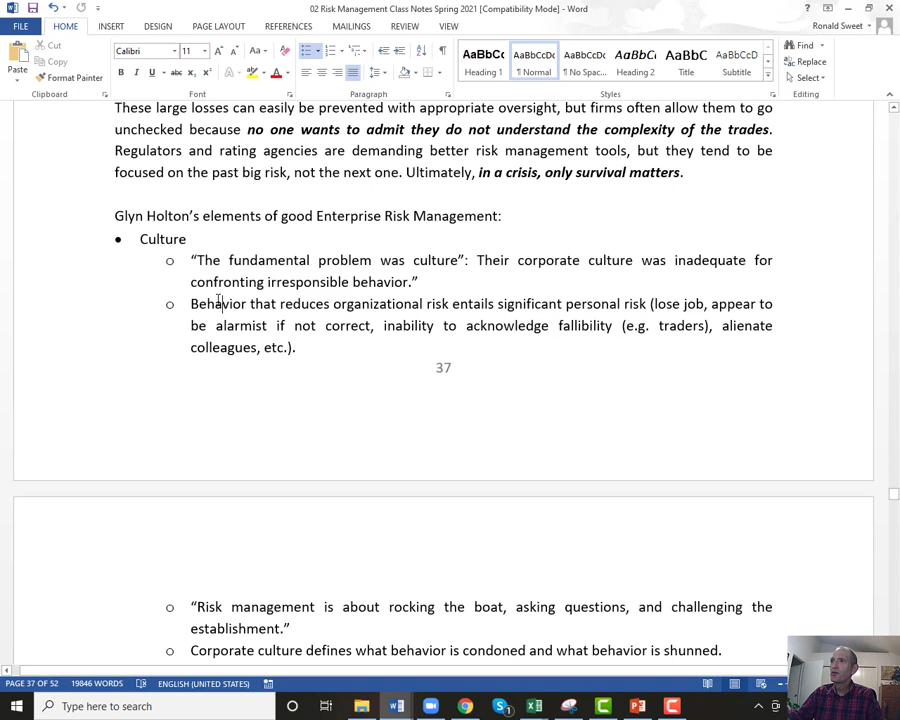 02 Risk Management Class Notes Spring 2021 [Compatibility Mode] - Word
FILE HOME INSERT DESIGN PAGE LAYOUT REFERENCES MAILINGS REVIEW VIEW Ronald Sweet
Paste
Cut
Copy
Format Painter
Clipboard
Calibri 11
Font
Paragraph
AaBbCc AaBbCcDc AaBbCcDc AaBbCc AaBbC AaBbCcD
Heading 1 ¶ Normal ¶ No Spac... Heading 2 Title Subtitle
Styles
Find
Replace
Select
Editing
These large losses can easily be prevented with appropriate oversight, but firms often allow them to go
unchecked because no one wants to admit they do not understand the complexity of the trades.
Regulators and rating agencies are demanding better risk management tools, but they tend to be
focused on the past big risk, not the next one. Ultimately, in a crisis, only survival matters.
Glyn Holton’s elements of good Enterprise Risk Management:
• Culture
o “The fundamental problem was culture”: Their corporate culture was inadequate for
confronting irresponsible behavior.”
o Behavior that reduces organizational risk entails significant personal risk (lose job, appear to
be alarmist if not correct, inability to acknowledge fallibility (e.g. traders), alienate
colleagues, etc.).
37
o “Risk management is about rocking the boat, asking questions, and challenging the
establishment.”
o Corporate culture defines what behavior is condoned and what behavior is shunned.
PAGE 37 OF 52 19846 WORDS ENGLISH (UNITED STATES)
Type here to search